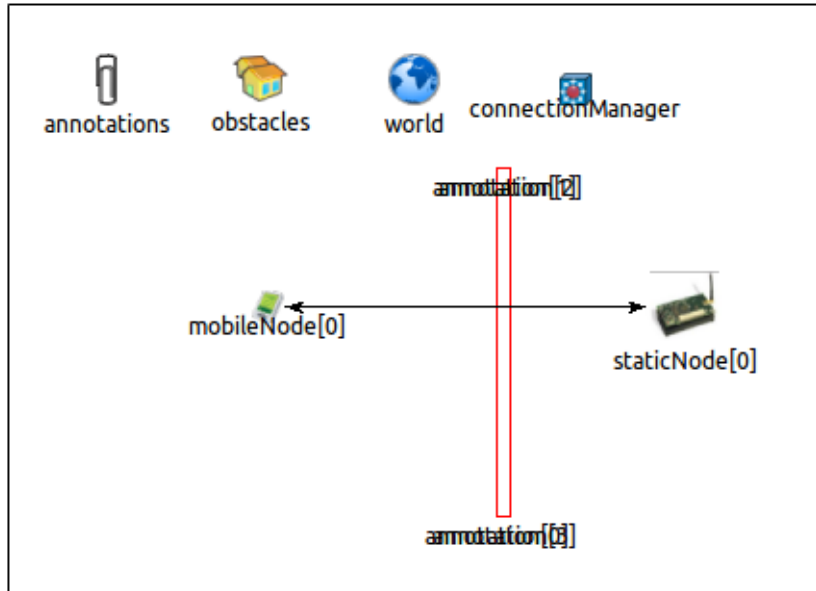 annotations
obstacles
world
connectionManager
mobileNode[0]
staticNode[0]